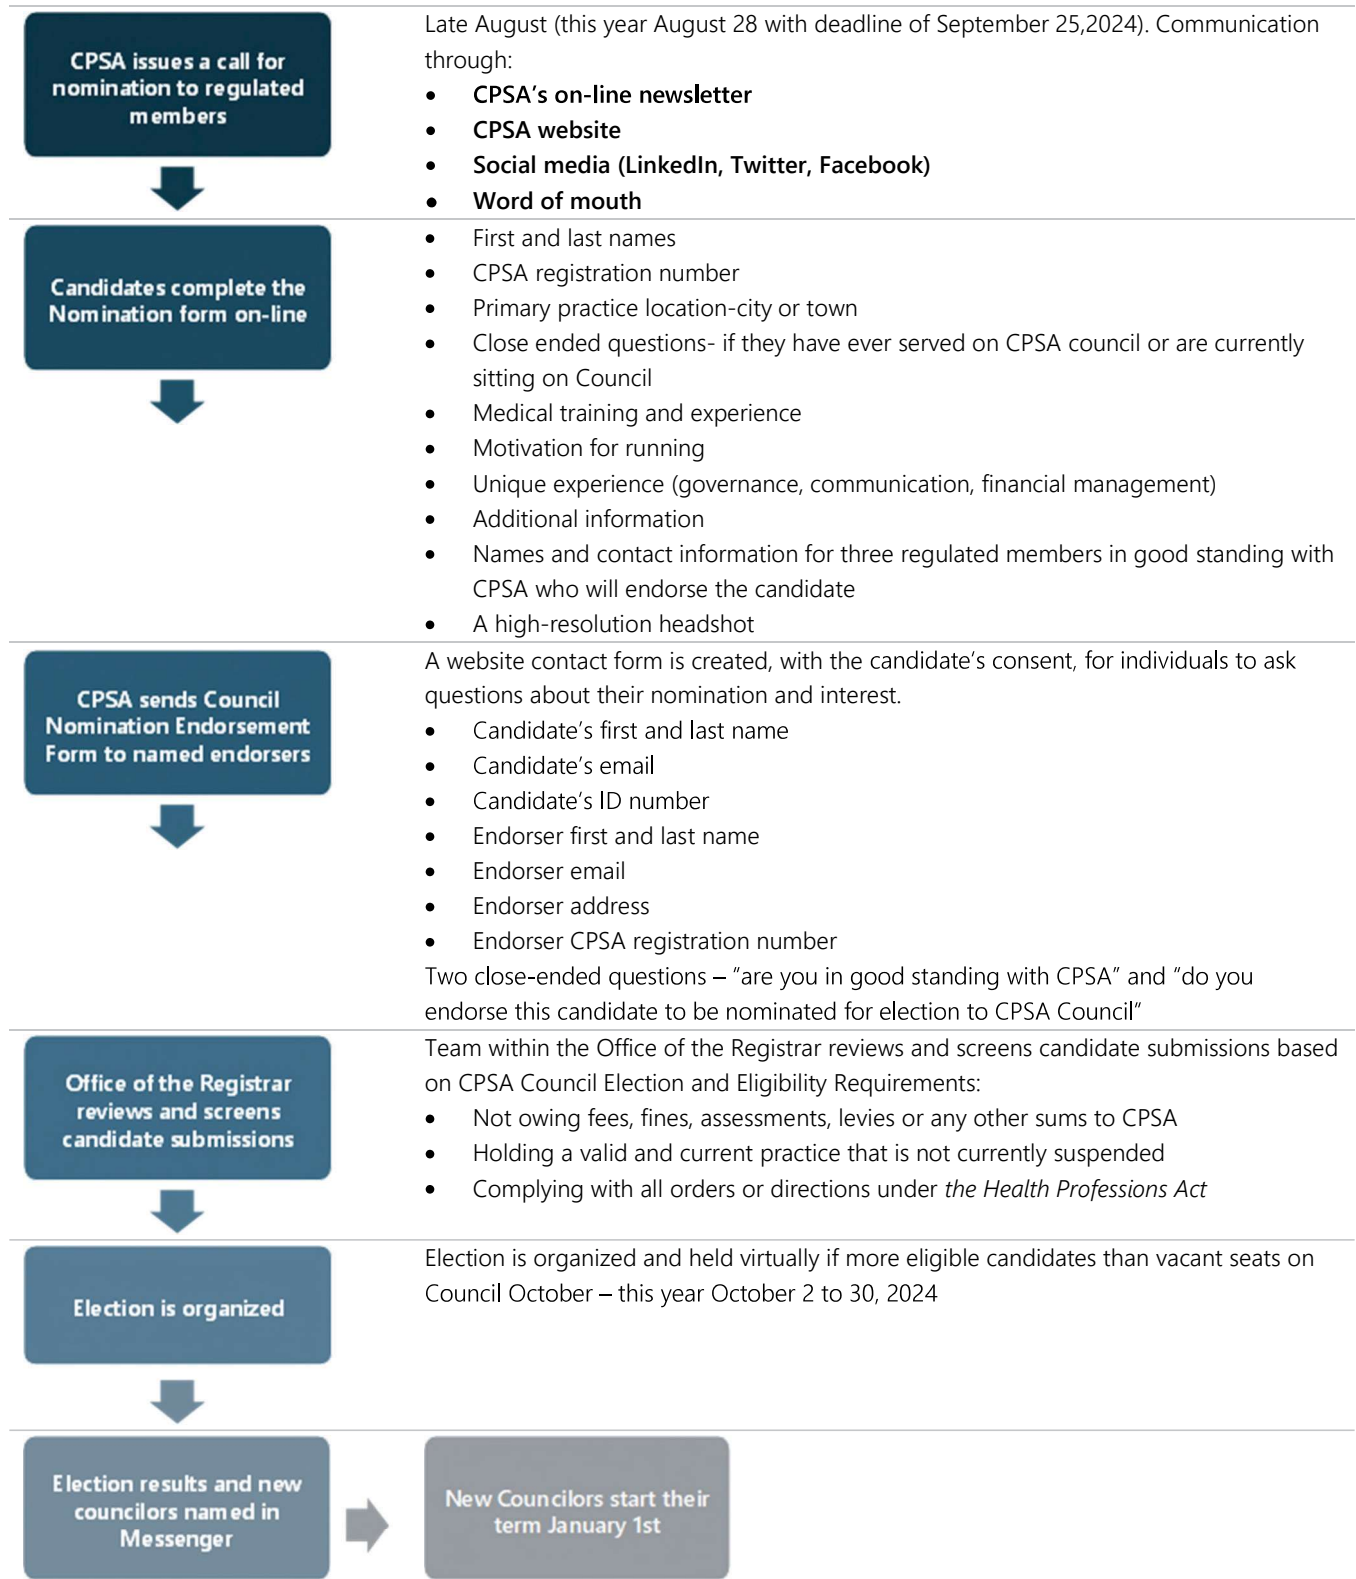 CPSA issues a call for
nomination to regulated
members
Late August (this year August 28 with deadline of September 25,2024). Communication
through:
• CPSA's on-line newsletter
• CPSA website
• Social media (LinkedIn, Twitter, Facebook)
• Word of mouth
Candidates complete the
Nomination form on-line
• First and last names
• CPSA registration number
• Primary practice location-city or town
• Close ended questions- if they have ever served on CPSA council or are currently
sitting on Council
• Medical training and experience
• Motivation for running
• Unique experience (governance, communication, financial management)
• Additional information
• Names and contact information for three regulated members in good standing with
CPSA who will endorse the candidate
• A high-resolution headshot
CPSA sends Council
Nomination Endorsement
Form to named endorsers
A website contact form is created, with the candidate's consent, for individuals to ask
questions about their nomination and interest.
• Candidate's first and last name
• Candidate's email
• Candidate's ID number
• Endorser first and last name
• Endorser email
• Endorser address
• Endorser CPSA registration number
Two close-ended questions – "are you in good standing with CPSA" and "do you
endorse this candidate to be nominated for election to CPSA Council"
Office of the Registrar
reviews and screens
candidate submissions
Team within the Office of the Registrar reviews and screens candidate submissions based
on CPSA Council Election and Eligibility Requirements:
• Not owing fees, fines, assessments, levies or any other sums to CPSA
• Holding a valid and current practice that is not currently suspended
• Complying with all orders or directions under the Health Professions Act
Election is organized
Election is organized and held virtually if more eligible candidates than vacant seats on
Council October – this year October 2 to 30, 2024
Election results and new
councilors named in
Messenger
New Councilors start their
term January 1st